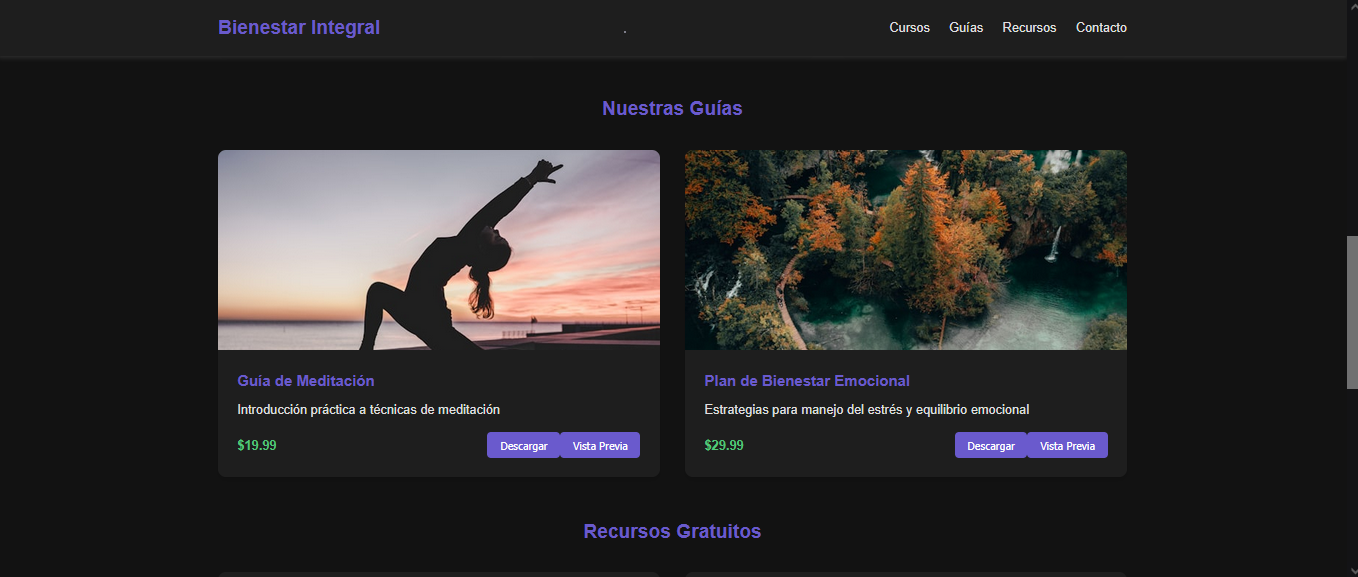 Bienestar Integral
Cursos Guías Recursos Contacto
Nuestras Guías
Guía de Meditación
Introducción práctica a técnicas de meditación
$19.99 Descargar Vista Previa
Plan de Bienestar Emocional
Estrategias para manejo del estrés y equilibrio emocional
$29.99 Descargar Vista Previa
Recursos Gratuitos